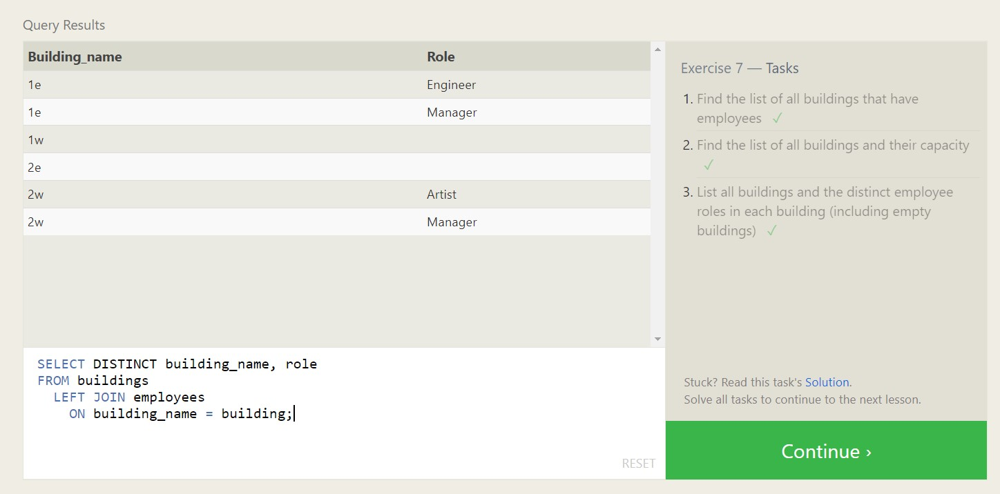 Query Results
Building_name Role
1e Engineer
1e Manager
1w
2e
2w Artist
2w Manager
SELECT DISTINCT building_name, role
FROM buildings
LEFT JOIN employees
ON building_name = building;
RESET
Exercise 7 — Tasks
1. Find the list of all buildings that have
employees ✓
2. Find the list of all buildings and their capacity
✓
3. List all buildings and the distinct employee
roles in each building (including empty
buildings) ✓
Stuck? Read this task's Solution.
Solve all tasks to continue to the next lesson.
Continue ›